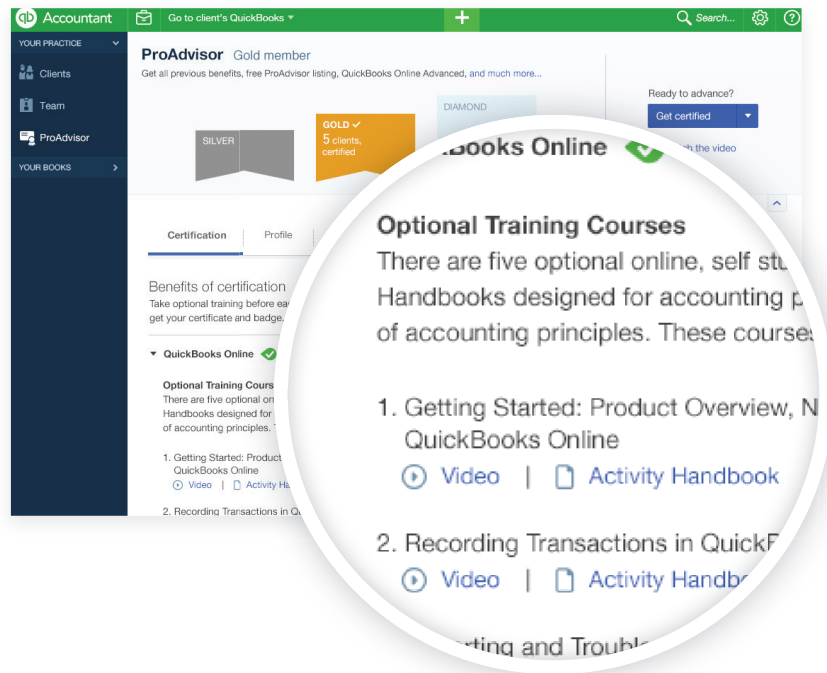 qb Accountant
Go to client's QuickBooks
Search...
YOUR PRACTICE
Clients
Team
ProAdvisor
YOUR BOOKS
ProAdvisor Gold member
Get all previous benefits, free ProAdvisor listing, QuickBooks Online Advanced, and much more...
SILVER
GOLD
5 clients,
certified
DIAMOND
Ready to advance?
Get certified
the video
Certification
Profile
Benefits of certification
Take optional training before
get your certificate and badge.
QuickBooks Online
Optional Training Cours
There are five optional on
Handbooks designed for
of accounting principles.
1. Getting Started: Product
QuickBooks Online
Video | Activity Ha
2. Recording Transactions in Q
Books Online
Optional Training Courses
There are five optional online, self stu
Handbooks designed for accounting p
of accounting principles. These courses
1. Getting Started: Product Overview, N
QuickBooks Online
Video | Activity Handbook
2. Recording Transactions in Quick
Video | Activity Handb
rting and Troubl